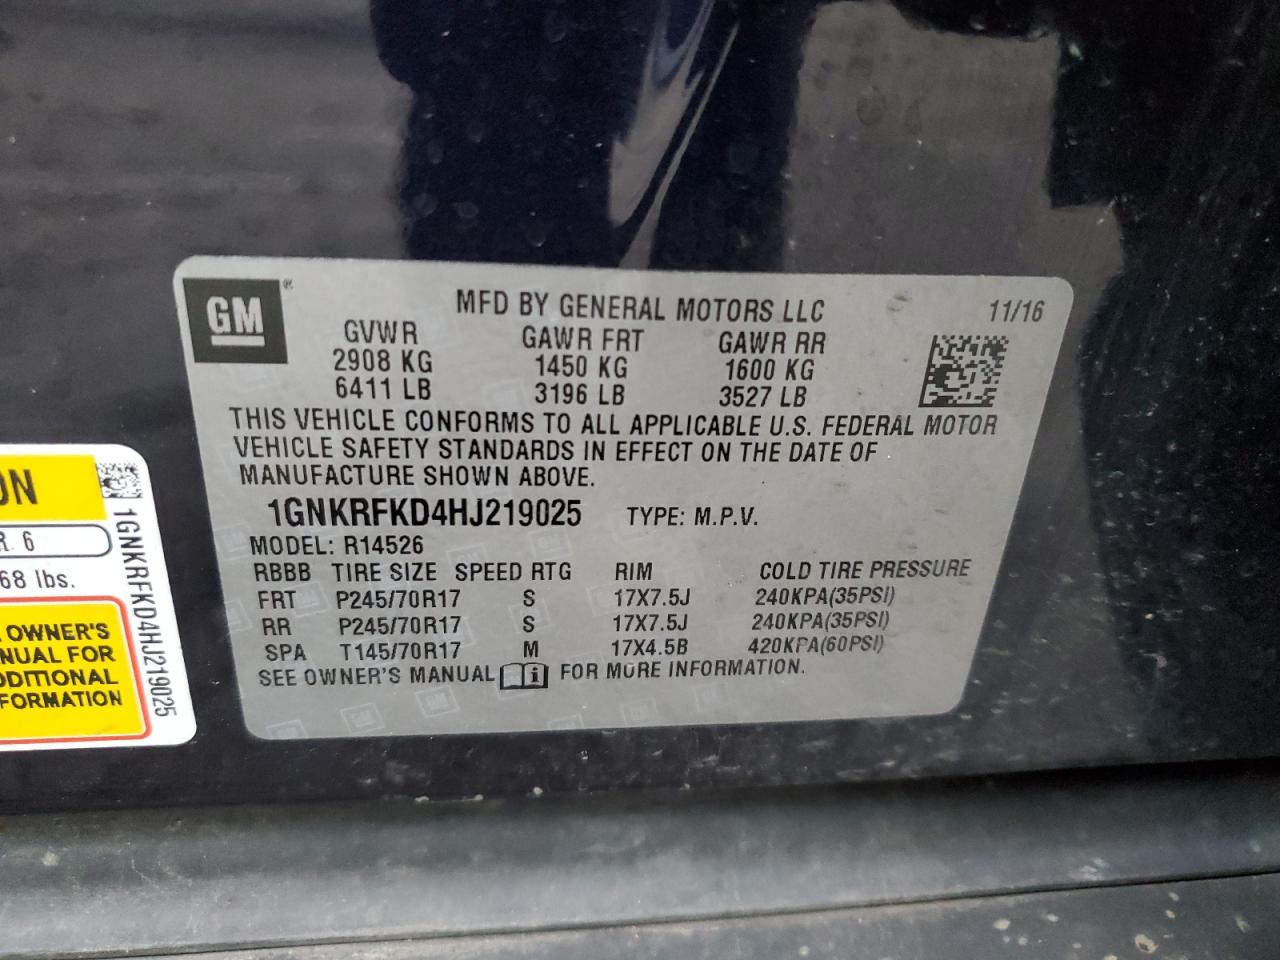 GM ®
MFD BY GENERAL MOTORS LLC 11/16
GVWR GAWR FRT GAWR RR
2908 KG 1450 KG 1600 KG
6411 LB 3196 LB 3527 LB
THIS VEHICLE CONFORMS TO ALL APPLICABLE U.S. FEDERAL MOTOR
VEHICLE SAFETY STANDARDS IN EFFECT ON THE DATE OF
MANUFACTURE SHOWN ABOVE.
1GNKRFKD4HJ219025 TYPE: M.P.V.
MODEL: R14526
RBBB TIRE SIZE SPEED RTG RIM COLD TIRE PRESSURE
FRT P245/70R17 S 17X7.5J 240KPA(35PSI)
RR P245/70R17 S 17X7.5J 240KPA(35PSI)
SPA T145/70R17 M 17X4.5B 420KPA(60PSI)
SEE OWNER'S MANUAL i FOR MORE INFORMATION.
ON
R. 6
68 lbs.
OWNER'S
NUAL FOR
DDITIONAL
FORMATION
1GNKRFKD4HJ219025